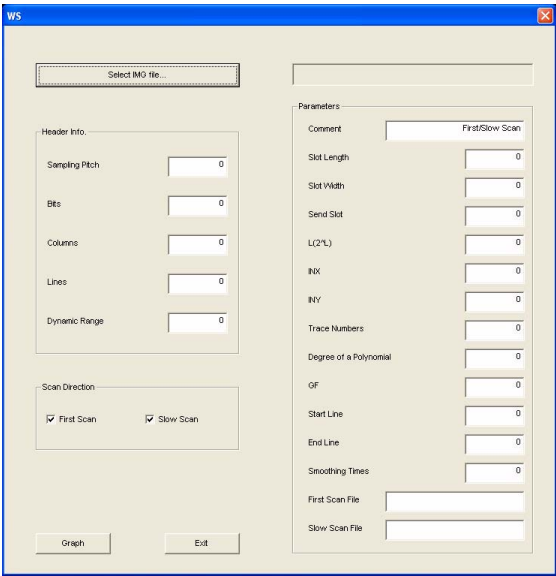 WS
Select IMG file...
Header Info.
Sampling Pitch 0
Bits 0
Columns 0
Lines 0
Dynamic Range 0
Scan Direction
First Scan
Slow Scan
Graph
Exit
Parameters
Comment First/Slow Scan
Slot Length 0
Slot Width 0
Send Slot 0
L(2^L) 0
INX 0
INY 0
Trace Numbers 0
Degree of a Polynomial 0
GF 0
Start Line 0
End Line 0
Smoothing Times 0
First Scan File
Slow Scan File